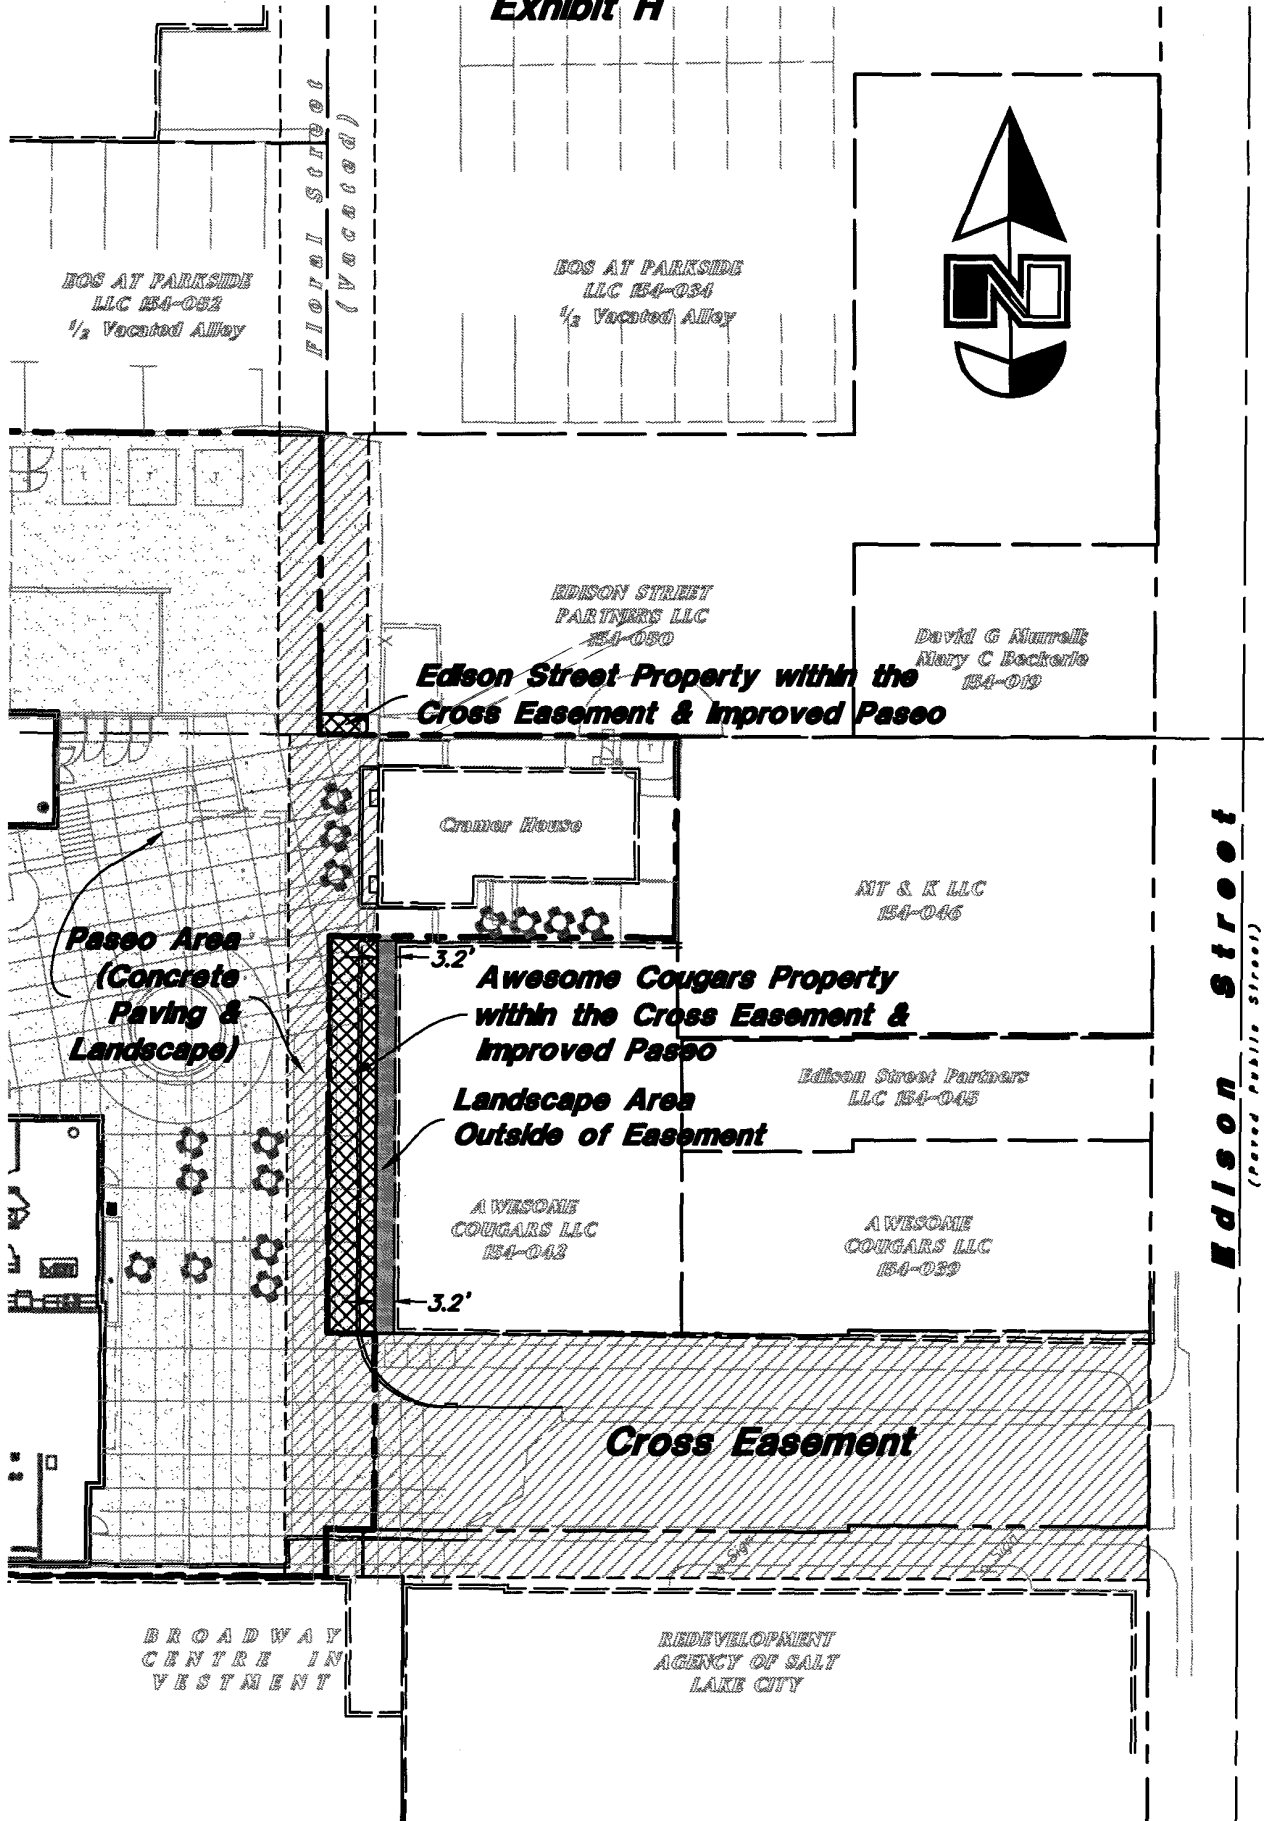 Exhibit H
Floral Street
(Vacated)
BOS AT PARKSIDE
LLC 154-052
1/2 Vacated Alley
BOS AT PARKSIDE
LLC 154-034
1/2 Vacated Alley
N
EDISON STREET
PARTNERS LLC
154-050
David G Murrell;
Mary C Beckerle
154-019
Edison Street Property within the
Cross Easement & Improved Paseo
Cramer House
MT & K LLC
154-046
Edison Street
(Paved Public Street)
Paseo Area
(Concrete
Paving &
Landscape)
3.2'
Awesome Cougars Property
within the Cross Easement &
Improved Paseo
Edison Street Partners
LLC 154-045
Landscape Area
Outside of Easement
AWESOME
COUGARS LLC
154-042
AWESOME
COUGARS LLC
154-039
3.2'
Cross Easement
Sign
Sign
BROADWAY
CENTRE IN
VESTMENT
REDEVELOPMENT
AGENCY OF SALT
LAKE CITY